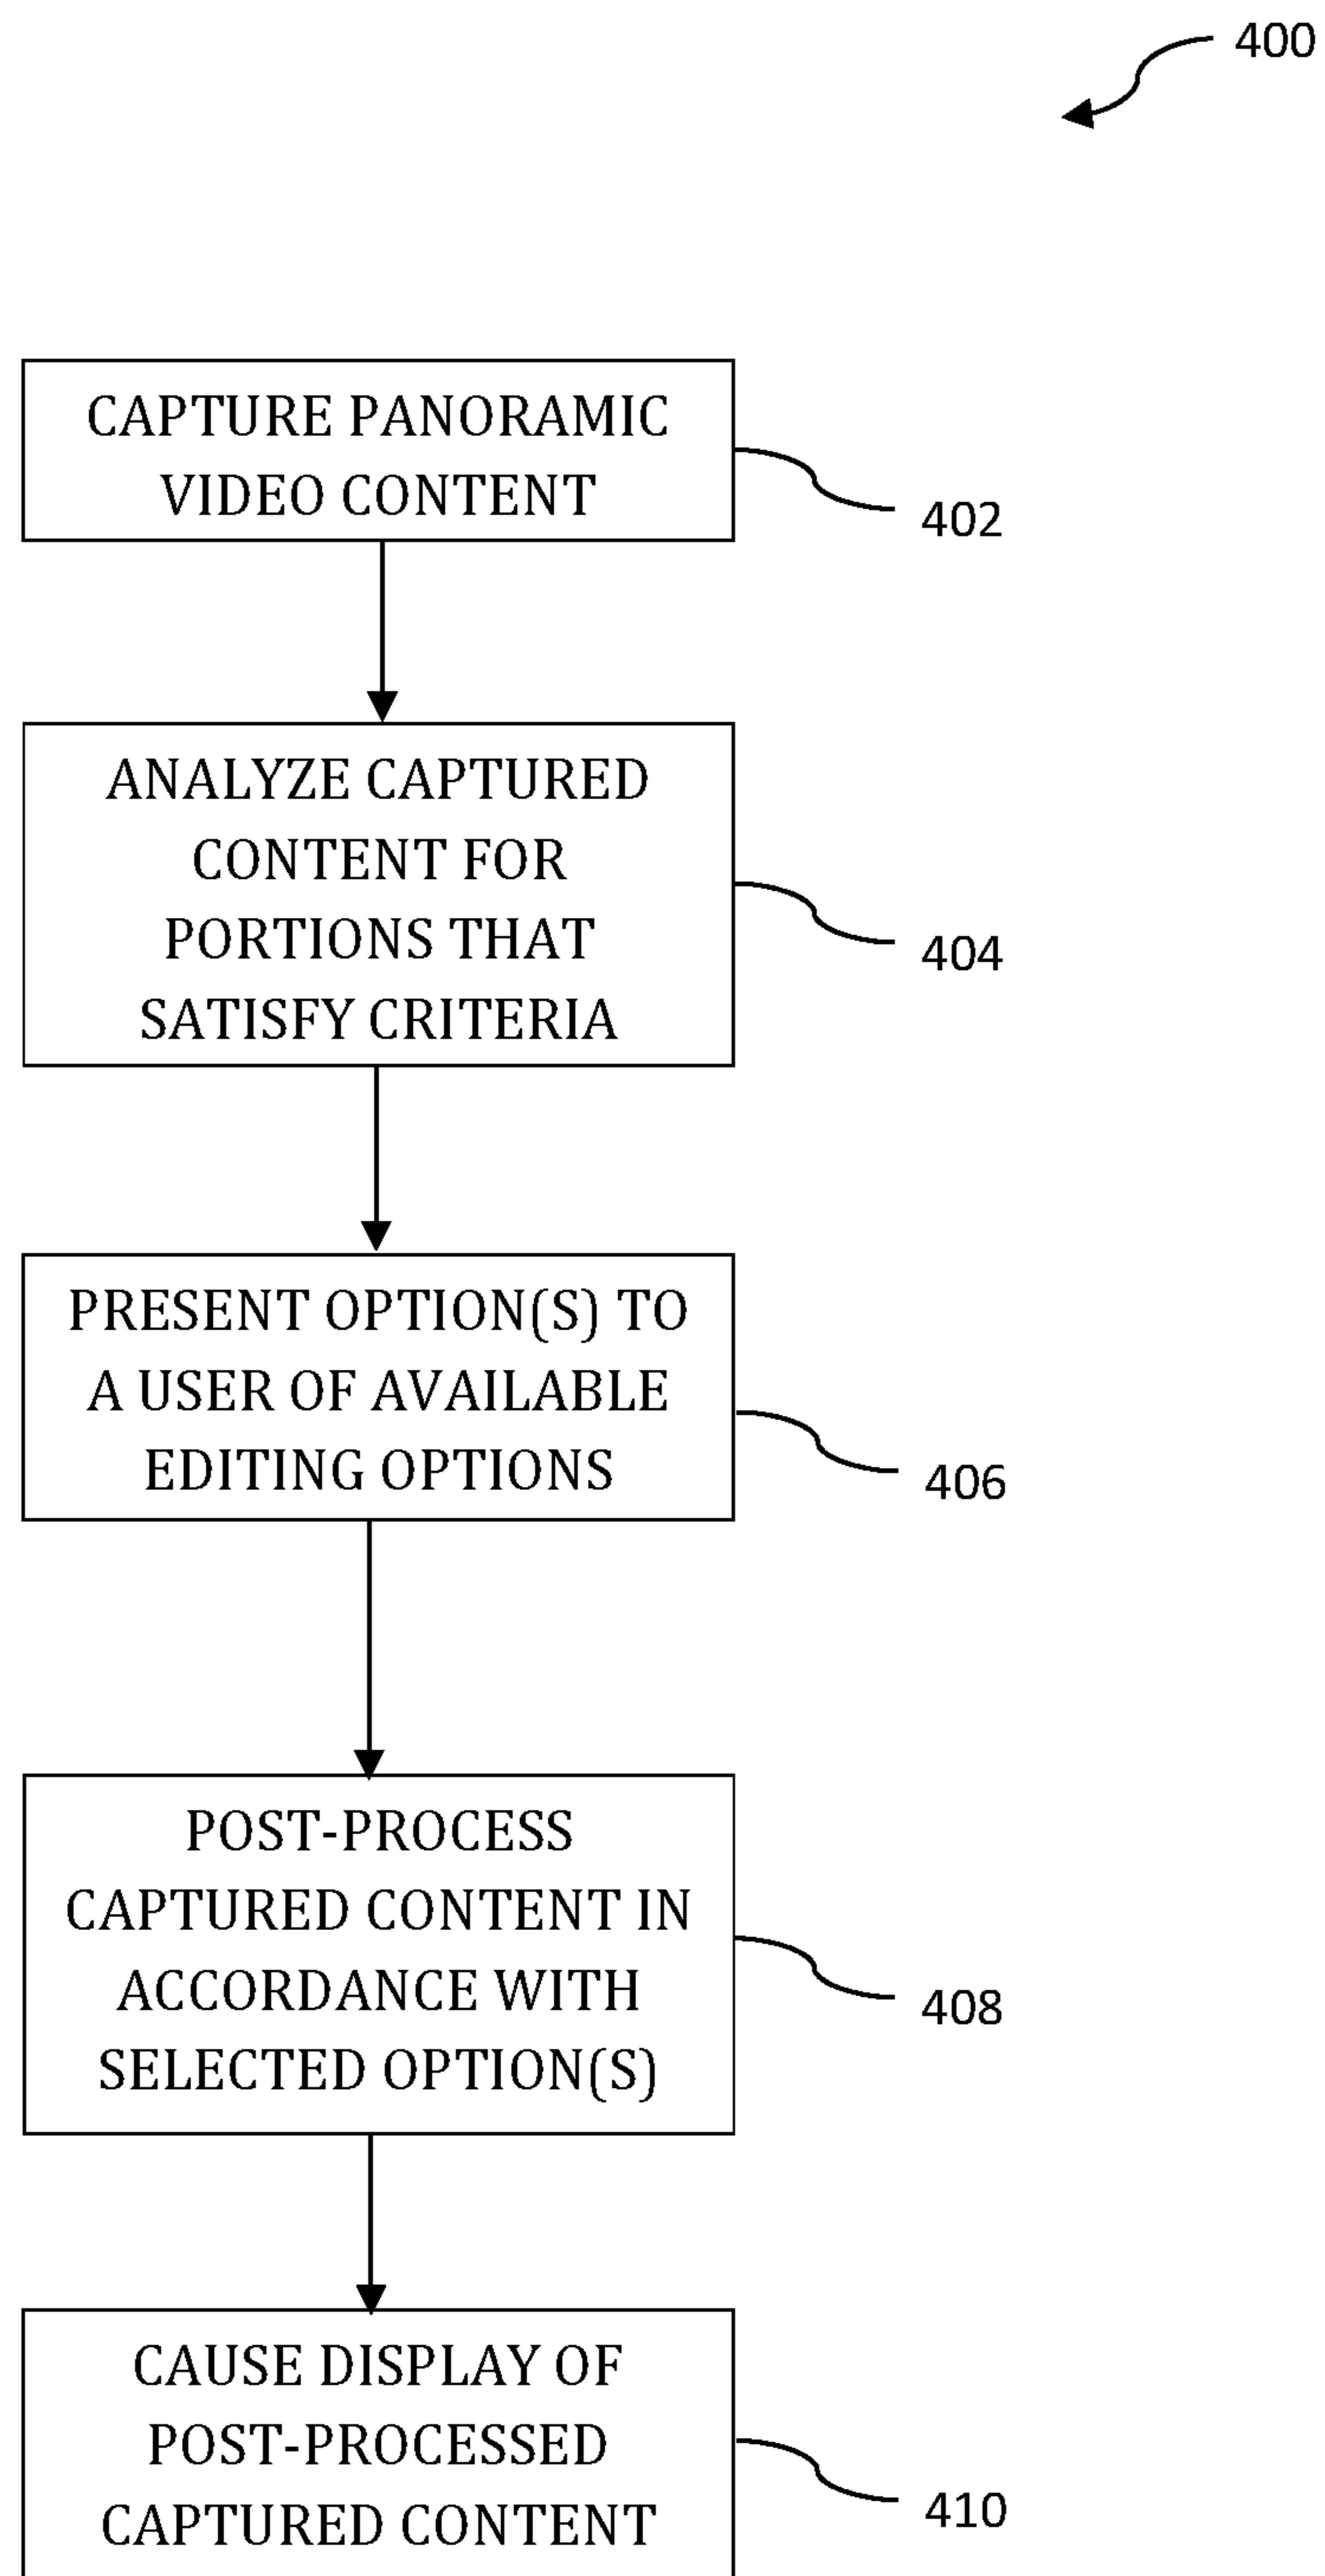 400
CAPTURE PANORAMIC
VIDEO CONTENT
402
ANALYZE CAPTURED
CONTENT FOR
PORTIONS THAT
SATISFY CRITERIA
404
PRESENT OPTION(S) TO
A USER OF AVAILABLE
EDITING OPTIONS
406
POST-PROCESS
CAPTURED CONTENT IN
ACCORDANCE WITH
SELECTED OPTION(S)
408
CAUSE DISPLAY OF
POST-PROCESSED
CAPTURED CONTENT
410